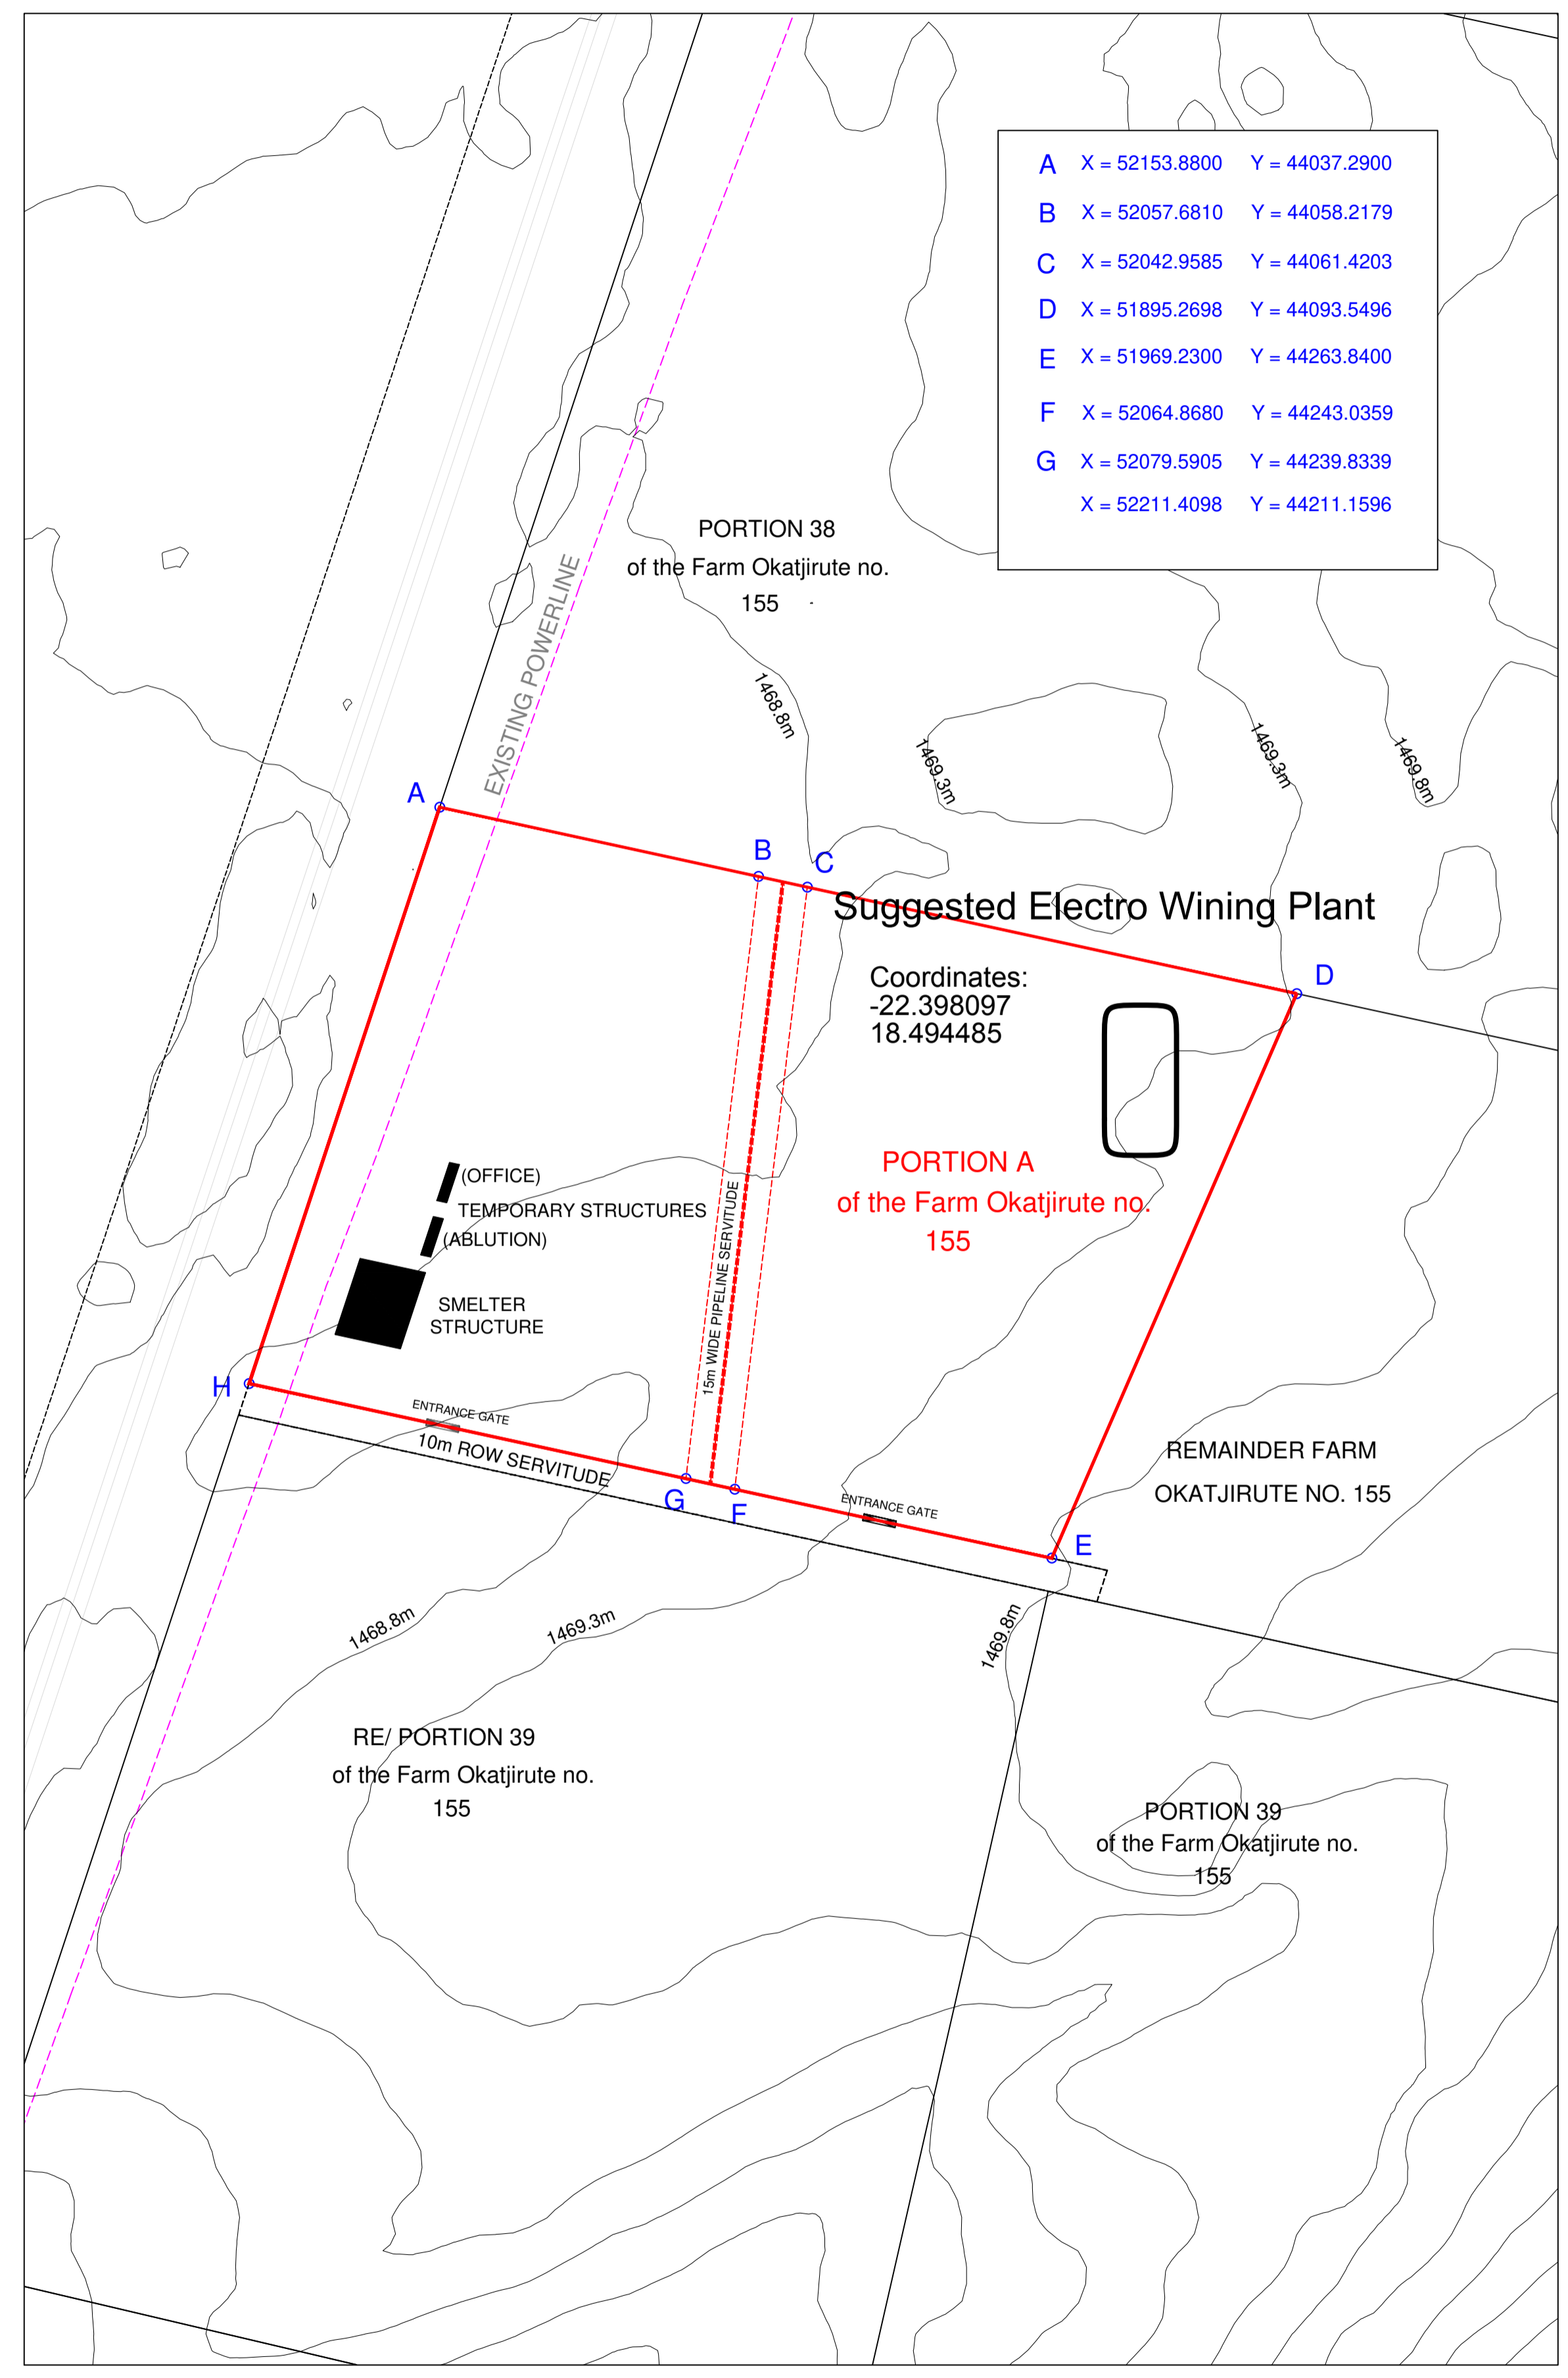 A X = 52153.8800 Y = 44037.2900
B X = 52057.6810 Y = 44058.2179
C X = 52042.9585 Y = 44061.4203
D X = 51895.2698 Y = 44093.5496
E X = 51969.2300 Y = 44263.8400
F X = 52064.8680 Y = 44243.0359
G X = 52079.5905 Y = 44239.8339
X = 52211.4098 Y = 44211.1596
PORTION 38
of the Farm Okatjirute no.
155
EXISTING POWERLINE
1468.8m
1469.3m
1469.3m
1469.8m
A
B
C
Suggested Electro Wining Plant
D
Coordinates:
-22.398097
18.494485
PORTION A
of the Farm Okatjirute no.
155
(OFFICE)
TEMPORARY STRUCTURES
(ABLUTION)
SMELTER
STRUCTURE
15m WIDE PIPELINE SERVITUDE
H
ENTRANCE GATE
10m ROW SERVITUDE
G
F
ENTRANCE GATE
E
REMAINDER FARM
OKATJIRUTE NO. 155
1468.8m
1469.3m
1469.8m
RE/ PORTION 39
of the Farm Okatjirute no.
155
PORTION 39
of the Farm Okatjirute no.
155